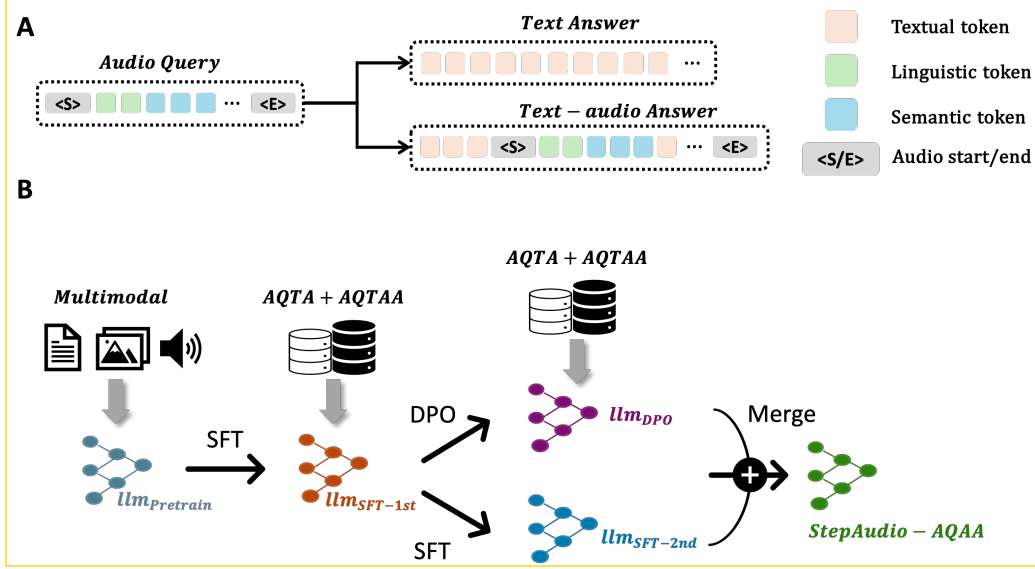 A
Audio Query
<S> ... <E>
Text Answer
...
Text – audio Answer
<S> ... <E>
Textual token
Linguistic token
Semantic token
<S/E> Audio start/end
B
Multimodal
AQTA + AQTAA
AQTA + AQTAA
SFT
DPO
SFT
Merge
llm_Pretrain
llm_SFT-1st
llm_DPO
llm_SFT-2nd
+
StepAudio – AQAA